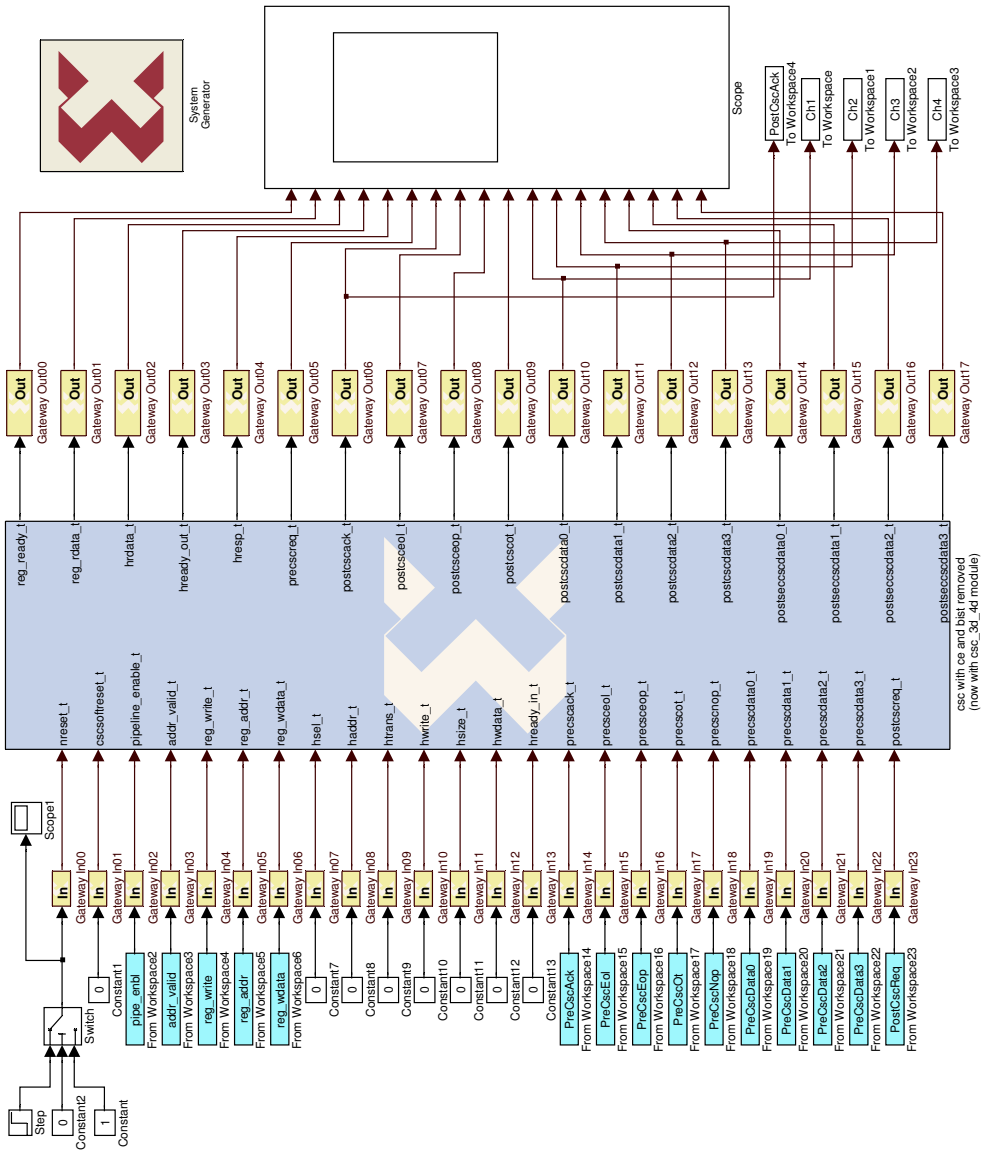 Step
0
Constant2
1
Constant
Switch
Scope1
0
Constant1
pipe_enbl
From Workspace2
addr_valid
From Workspace3
reg_write
From Workspace4
reg_addr
From Workspace5
reg_wdata
From Workspace6
0
Constant7
0
Constant8
0
Constant9
0
Constant10
0
Constant11
0
Constant12
0
Constant13
PreCscAck
From Workspace14
PreCscEol
From Workspace15
PreCscEop
From Workspace16
PreCscOt
From Workspace17
PreCscNop
From Workspace18
PreCscData0
From Workspace19
PreCscData1
From Workspace20
PreCscData2
From Workspace21
PreCscData3
From Workspace22
PostCscReq
From Workspace23
In
Gateway In00
In
Gateway In01
In
Gateway In02
In
Gateway In03
In
Gateway In04
In
Gateway In05
In
Gateway In06
In
Gateway In07
In
Gateway In08
In
Gateway In09
In
Gateway In10
In
Gateway In11
In
Gateway In12
In
Gateway In13
In
Gateway In14
In
Gateway In15
In
Gateway In16
In
Gateway In17
In
Gateway In18
In
Gateway In19
In
Gateway In20
In
Gateway In21
In
Gateway In22
In
Gateway In23
nreset_t
cscsoftreset_t
pipeline_enable_t
addr_valid_t
reg_write_t
reg_addr_t
reg_wdata_t
hsel_t
haddr_t
htrans_t
hwrite_t
hsize_t
hwdata_t
hready_in_t
precscack_t
precsceol_t
precsceop_t
precscot_t
precscnop_t
precscdata0_t
precscdata1_t
precscdata2_t
precscdata3_t
postcscreq_t
reg_ready_t
reg_rdata_t
hrdata_t
hready_out_t
hresp_t
precscreq_t
postcscack_t
postcsceol_t
postcsceop_t
postcscot_t
postcscdata0_t
postcscdata1_t
postcscdata2_t
postcscdata3_t
postseccscdata0_t
postseccscdata1_t
postseccscdata2_t
postseccscdata3_t
csc with ce and bist removed
(now with csc_3d_4d module)
Out
Gateway Out00
Out
Gateway Out01
Out
Gateway Out02
Out
Gateway Out03
Out
Gateway Out04
Out
Gateway Out05
Out
Gateway Out06
Out
Gateway Out07
Out
Gateway Out08
Out
Gateway Out09
Out
Gateway Out10
Out
Gateway Out11
Out
Gateway Out12
Out
Gateway Out13
Out
Gateway Out14
Out
Gateway Out15
Out
Gateway Out16
Out
Gateway Out17
System
Generator
Scope
PostCscAck
To Workspace4
Ch1
To Workspace
Ch2
To Workspace1
Ch3
To Workspace2
Ch4
To Workspace3